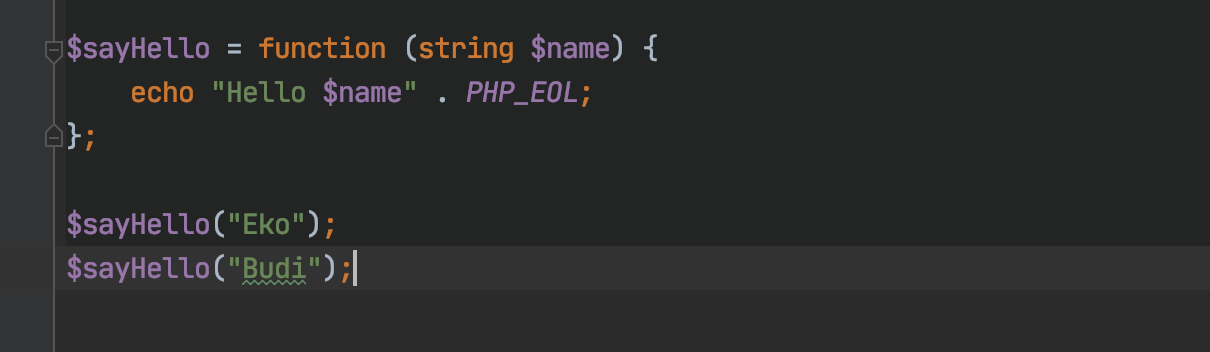 $sayHello = function (string $name) {
    echo "Hello $name" . PHP_EOL;
};
$sayHello("Eko");
$sayHello("Budi");